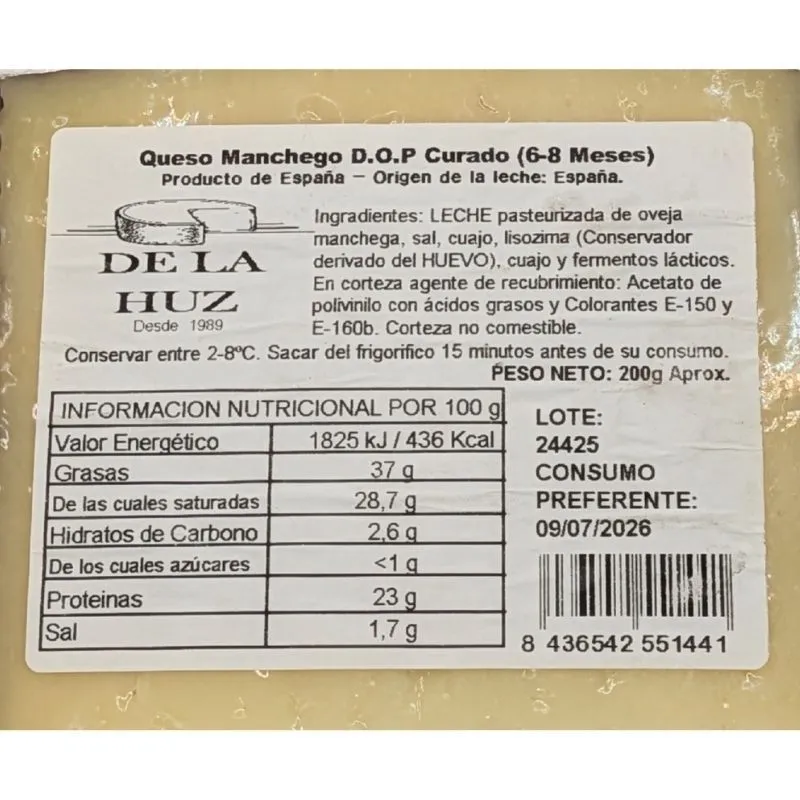 Queso Manchego D.O.P Curado (6-8 Meses)
Producto de España - Origen de la leche: España.
DE LA
HUZ
Desde 1989
Ingredientes: LECHE pasteurizada de oveja
manchega, sal, cuajo, lisozima (Conservador
derivado del HUEVO), cuajo y fermentos lácticos.
En corteza agente de recubrimiento: Acetato de
polivinilo con ácidos grasos y Colorantes E-150 y
E-160b. Corteza no comestible.
Conservar entre 2-8ºC. Sacar del frigorifico 15 minutos antes de su consumo.
PESO NETO: 200g Aprox.
INFORMACION NUTRICIONAL POR 100 g
Valor Energético 1825 kJ / 436 Kcal
Grasas 37 g
De las cuales saturadas 28,7 g
Hidratos de Carbono 2,6 g
De los cuales azúcares <1 g
Proteinas 23 g
Sal 1,7 g
LOTE:
24425
CONSUMO
PREFERENTE:
09/07/2026
8 436542 551441